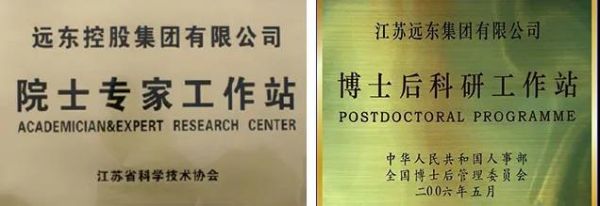 远东控股集团有限公司
院士专家工作站
ACADEMICIAN&EXPERT RESEARCH CENTER
江苏省科学技术协会
江苏远东集团有限公司
博士后科研工作站
POSTDOCTORAL PROGRAMME
中华人民共和国人事部
全国博士后管理委员会
二00六年五月